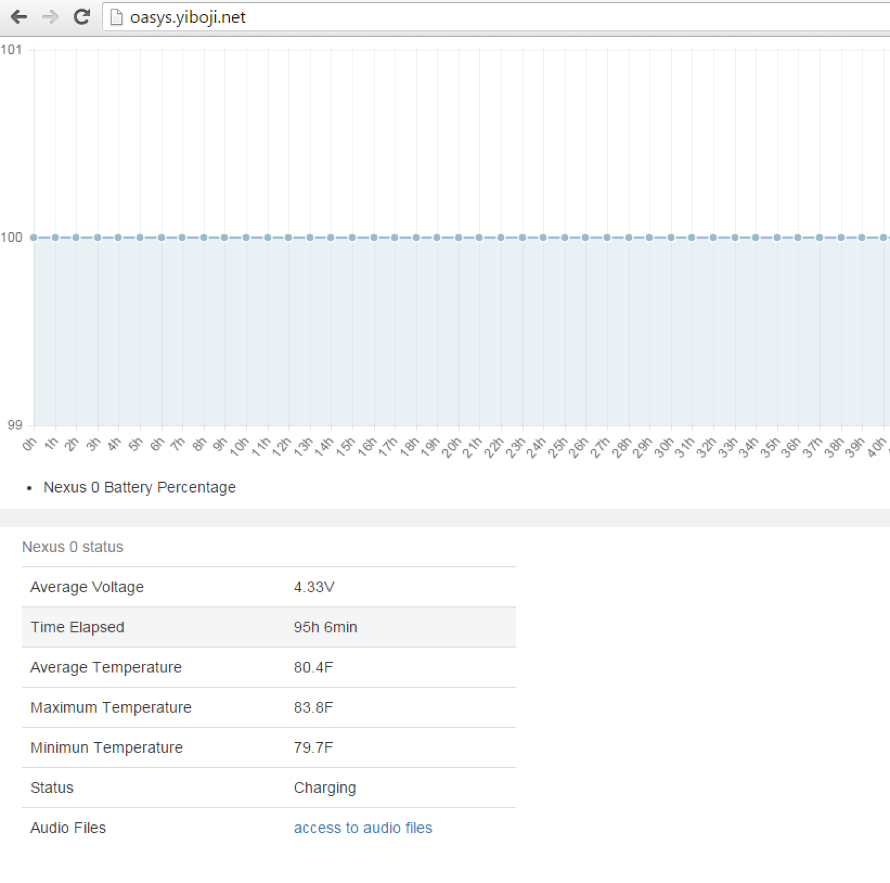 oasys.yiboji.net
101
100
99
0h 1h 2h 3h 4h 5h 6h 7h 8h 9h 10h 11h 12h 13h 14h 15h 16h 17h 18h 19h 20h 21h 22h 23h 24h 25h 26h 27h 28h 29h 30h 31h 32h 33h 34h 35h 36h 37h 38h 39h 40h
• Nexus 0 Battery Percentage
Nexus 0 status
Average Voltage 4.33V
Time Elapsed 95h 6min
Average Temperature 80.4F
Maximum Temperature 83.8F
Minimun Temperature 79.7F
Status Charging
Audio Files access to audio files